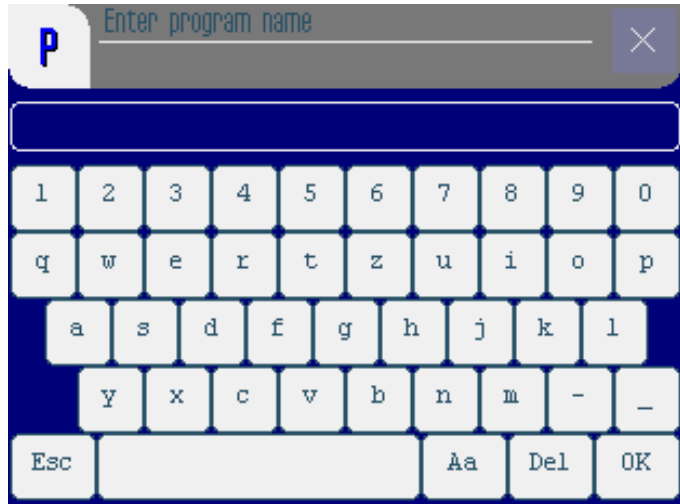 P
Enter program name
1 2 3 4 5 6 7 8 9 0
q w e r t z u i o p
a s d f g h j k l
y x c v b n m - _
Esc Aa Del OK